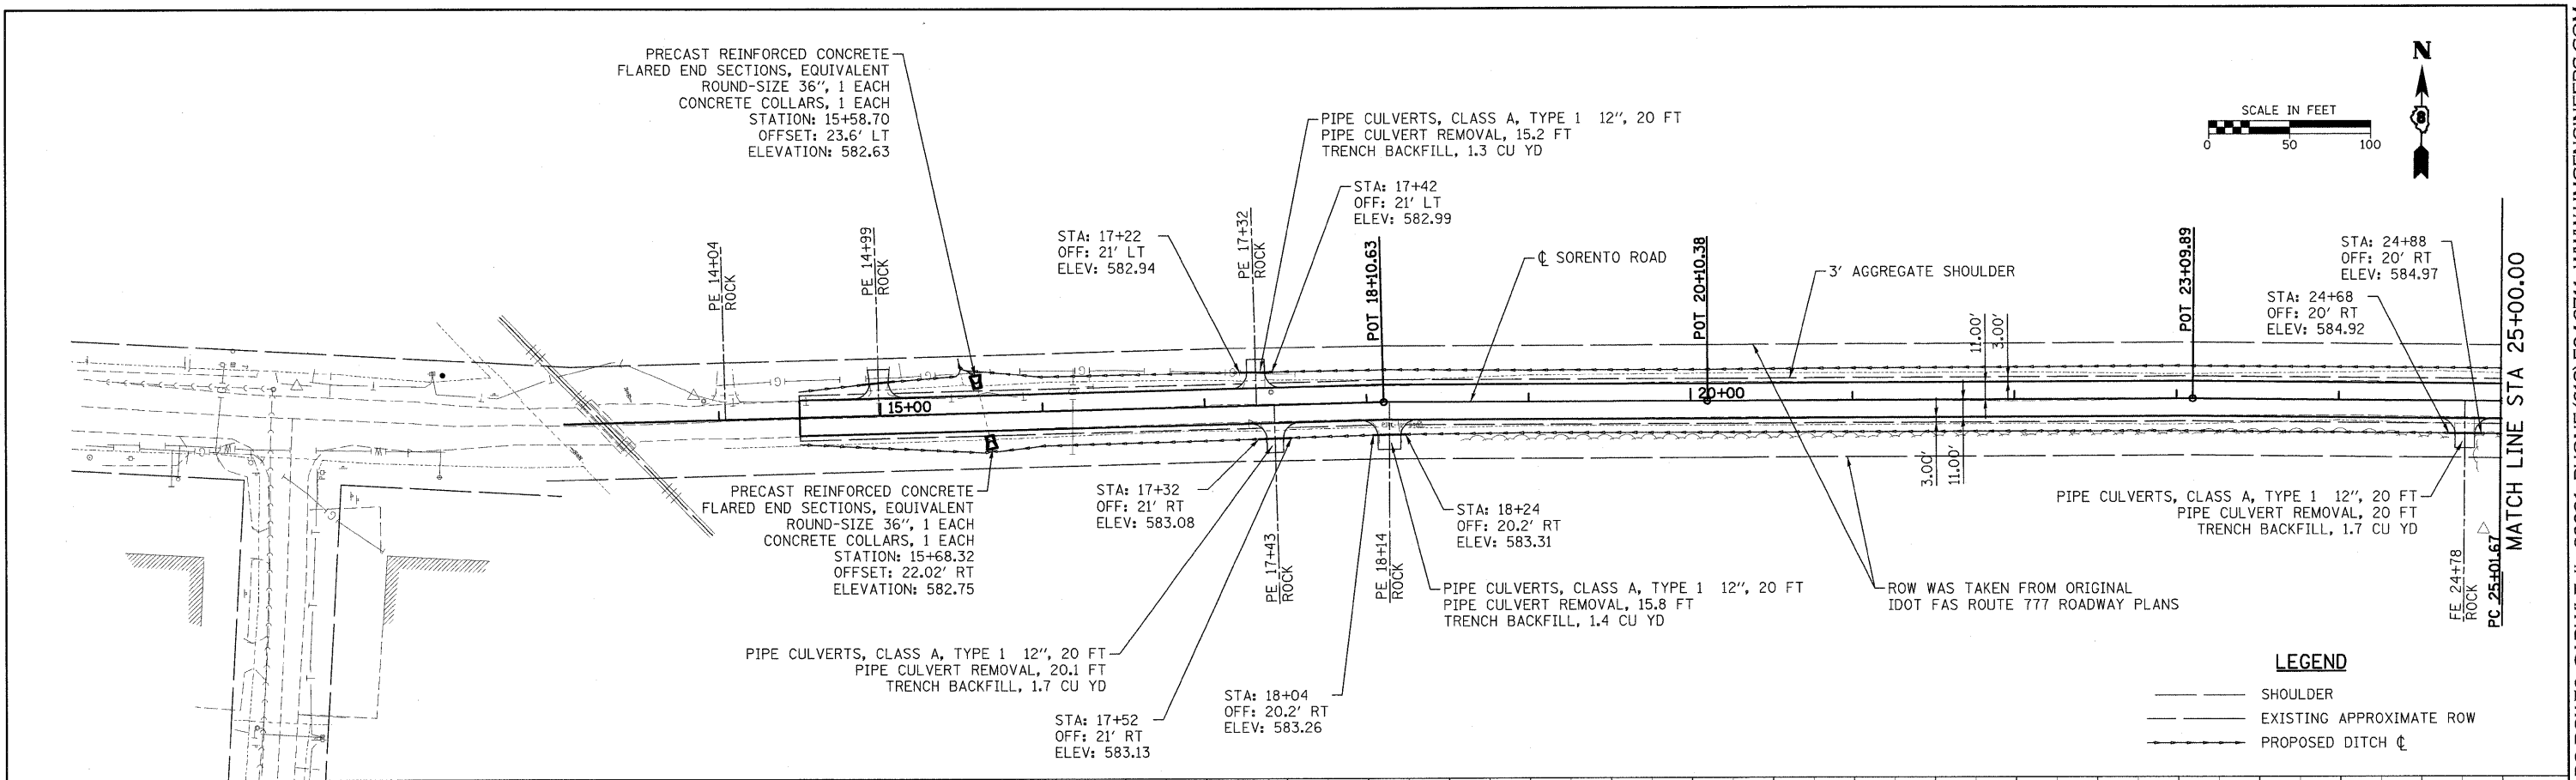 PRECAST REINFORCED CONCRETE
FLARED END SECTIONS, EQUIVALENT
ROUND-SIZE 36", 1 EACH
CONCRETE COLLARS, 1 EACH
STATION: 15+58.70
OFFSET: 23.6' LT
ELEVATION: 582.63
PIPE CULVERTS, CLASS A, TYPE 1 12", 20 FT
PIPE CULVERT REMOVAL, 15.2 FT
TRENCH BACKFILL, 1.3 CU YD
STA: 17+42
OFF: 21' LT
ELEV: 582.99
STA: 17+22
OFF: 21' LT
ELEV: 582.94
PE 14+04
ROCK
PE 14+99
ROCK
PE 17+32
ROCK
POT 18+10.63
℄ SORENTO ROAD
POT 20+10.38
3' AGGREGATE SHOULDER
11.00'
3.00'
POT 23+09.89
N
8
SCALE IN FEET
0 50 100
STA: 24+88
OFF: 20' RT
ELEV: 584.97
STA: 24+68
OFF: 20' RT
ELEV: 584.92
MATCH LINE STA 25+00.00
15+00
20+00
PRECAST REINFORCED CONCRETE
FLARED END SECTIONS, EQUIVALENT
ROUND-SIZE 36", 1 EACH
CONCRETE COLLARS, 1 EACH
STATION: 15+68.32
OFFSET: 22.02' RT
ELEVATION: 582.75
STA: 17+32
OFF: 21' RT
ELEV: 583.08
PE 17+43
ROCK
PE 18+14
ROCK
STA: 18+24
OFF: 20.2' RT
ELEV: 583.31
3.00'
11.00'
PIPE CULVERTS, CLASS A, TYPE 1 12", 20 FT
PIPE CULVERT REMOVAL, 20 FT
TRENCH BACKFILL, 1.7 CU YD
PIPE CULVERTS, CLASS A, TYPE 1 12", 20 FT
PIPE CULVERT REMOVAL, 15.8 FT
TRENCH BACKFILL, 1.4 CU YD
ROW WAS TAKEN FROM ORIGINAL
IDOT FAS ROUTE 777 ROADWAY PLANS
FE 24+78
ROCK
PC 25+01.67
PIPE CULVERTS, CLASS A, TYPE 1 12", 20 FT
PIPE CULVERT REMOVAL, 20.1 FT
TRENCH BACKFILL, 1.7 CU YD
STA: 18+04
OFF: 20.2' RT
ELEV: 583.26
STA: 17+52
OFF: 21' RT
ELEV: 583.13
LEGEND
SHOULDER
EXISTING APPROXIMATE ROW
PROPOSED DITCH ℄